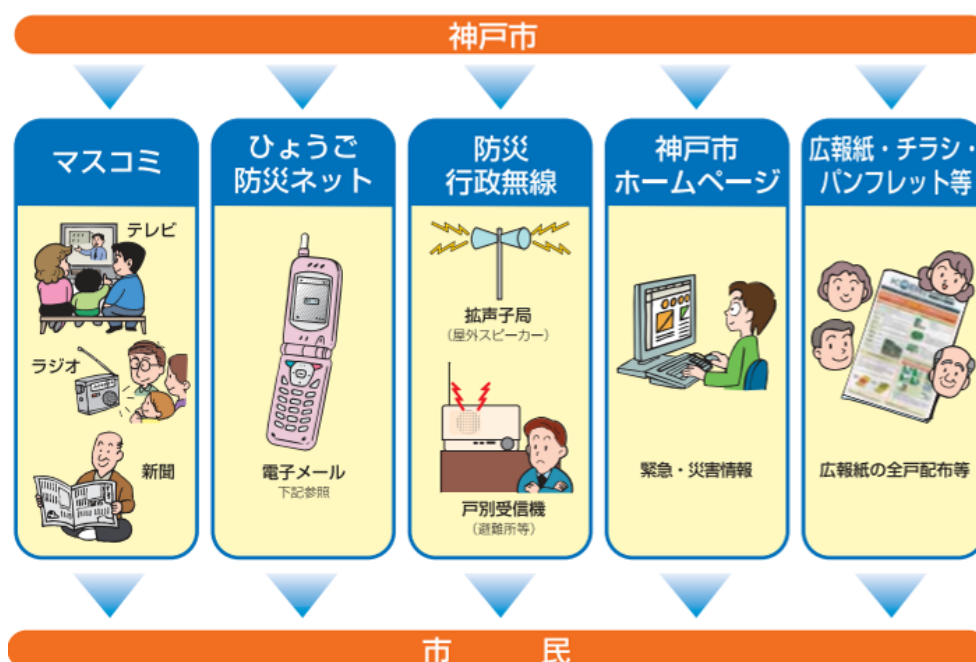 神戸市
マスコミ
テレビ
ラジオ
新聞
ひょうご
防災ネット
電子メール
下記参照
防災
行政無線
拡声子局
(屋外スピーカー)
戸別受信機
(避難所等)
神戸市
ホームページ
緊急・災害情報
広報紙・チラシ・
パンフレット等
広報紙の全戸配布等
市民